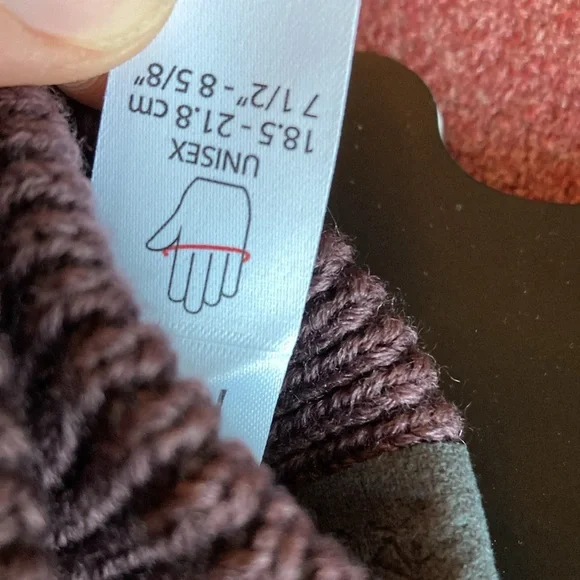 UNISEX
18.5 - 21.8 cm
7 1/2" - 8 5/8"